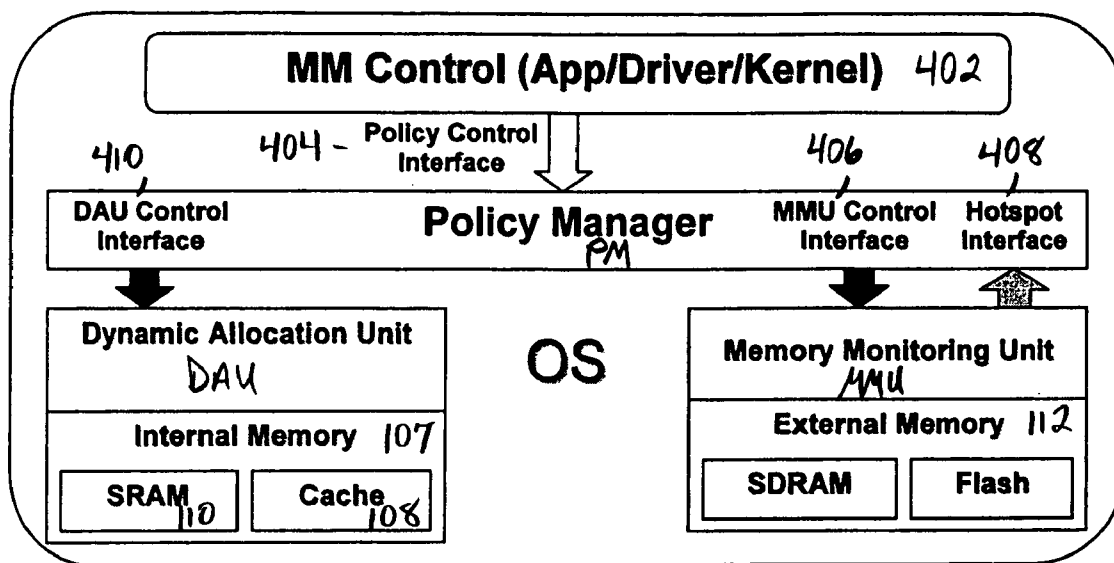 MM Control (App/Driver/Kernel) 402
404 - Policy Control
Interface
410
406
408
DAU Control
Interface
Policy Manager
PM
MMU Control
Interface
Hotspot
Interface
Dynamic Allocation Unit
DAU
OS
Memory Monitoring Unit
MMU
Internal Memory 107
External Memory 112
SRAM
110
Cache
108
SDRAM
Flash